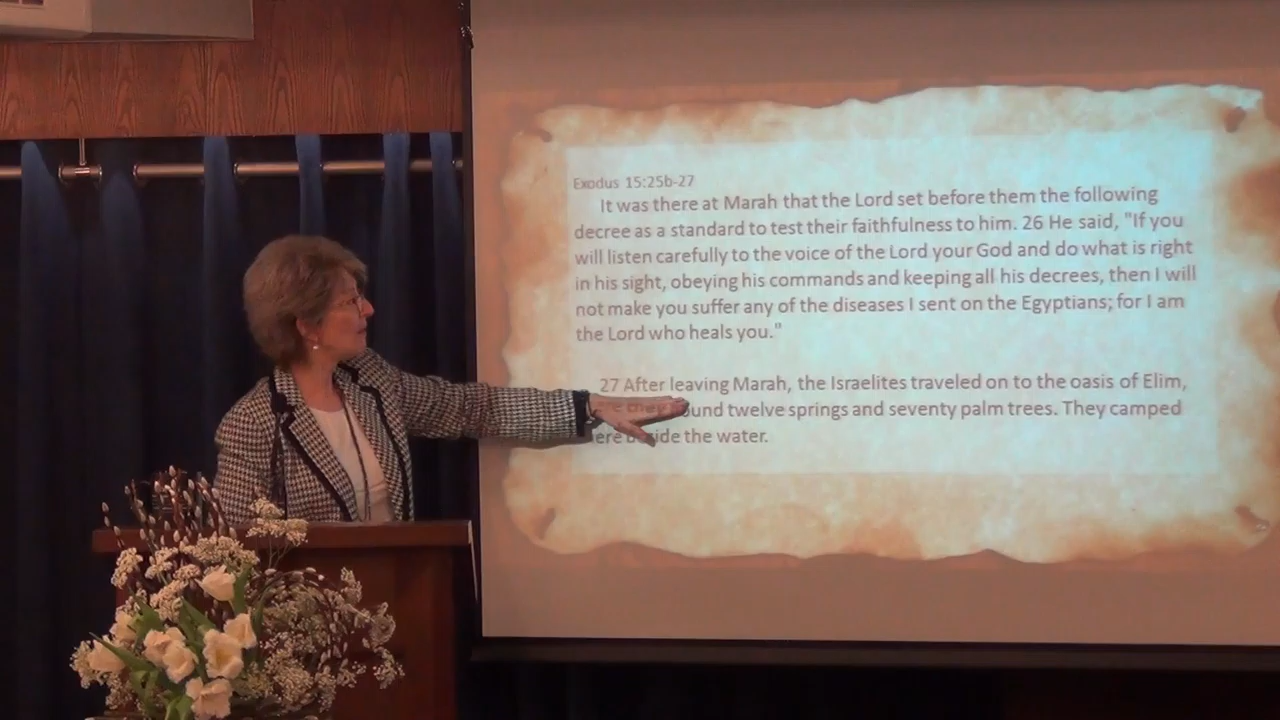 Exodus 15:25b-27
It was there at Marah that the Lord set before them the following
decree as a standard to test their faithfulness to him. 26 He said, "If you
will listen carefully to the voice of the Lord your God and do what is right
in his sight, obeying his commands and keeping all his decrees, then I will
not make you suffer any of the diseases I sent on the Egyptians; for I am
the Lord who heals you."
27 After leaving Marah, the Israelites traveled on to the oasis of Elim,
they twelve springs and seventy palm trees. They camped
the water.